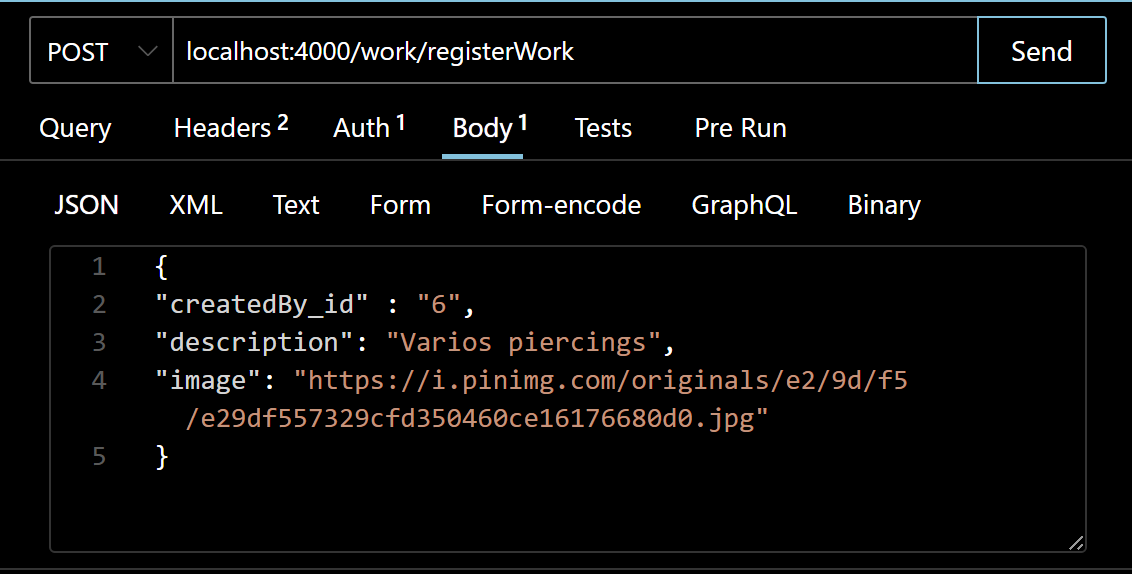 POST localhost:4000/work/registerWork Send
Query Headers 2 Auth 1 Body 1 Tests Pre Run
JSON XML Text Form Form-encode GraphQL Binary
1 {
2 "createdBy_id" : "6",
3 "description": "Varios piercings",
4 "image": "https://i.pinimg.com/originals/e2/9d/f5
/e29df557329cfd350460ce16176680d0.jpg"
5 }